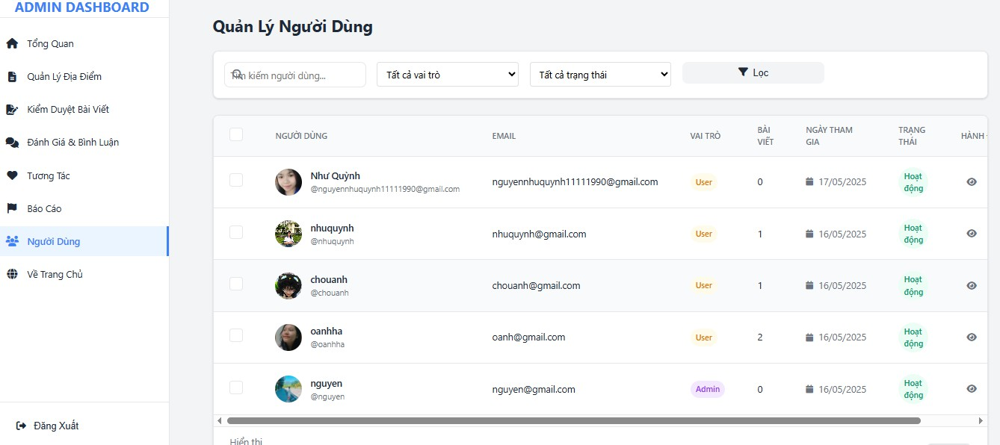 ADMIN DASHBOARD
Tổng Quan
Quản Lý Địa Điểm
Kiểm Duyệt Bài Viết
Đánh Giá & Bình Luận
Tương Tác
Báo Cáo
Người Dùng
Về Trang Chủ
Đăng Xuất
Quản Lý Người Dùng
Tìm kiếm người dùng...
Tất cả vai trò
Tất cả trạng thái
Lọc
NGƯỜI DÙNG
EMAIL
VAI TRÒ
BÀI
VIẾT
NGÀY THAM
GIA
TRẠNG
THÁI
HÀNH
Như Quỳnh
@nguyennhuquynh11111990@gmail.com
nguyennhuquynh11111990@gmail.com
User
0
17/05/2025
Hoạt
động
nhuquynh
@nhuquynh
nhuquynh@gmail.com
User
1
16/05/2025
Hoạt
động
chouanh
@chouanh
chouanh@gmail.com
User
1
16/05/2025
Hoạt
động
oanhha
@oanhha
oanh@gmail.com
User
2
16/05/2025
Hoạt
động
nguyen
@nguyen
nguyen@gmail.com
Admin
0
16/05/2025
Hoạt
động
Hiển thị